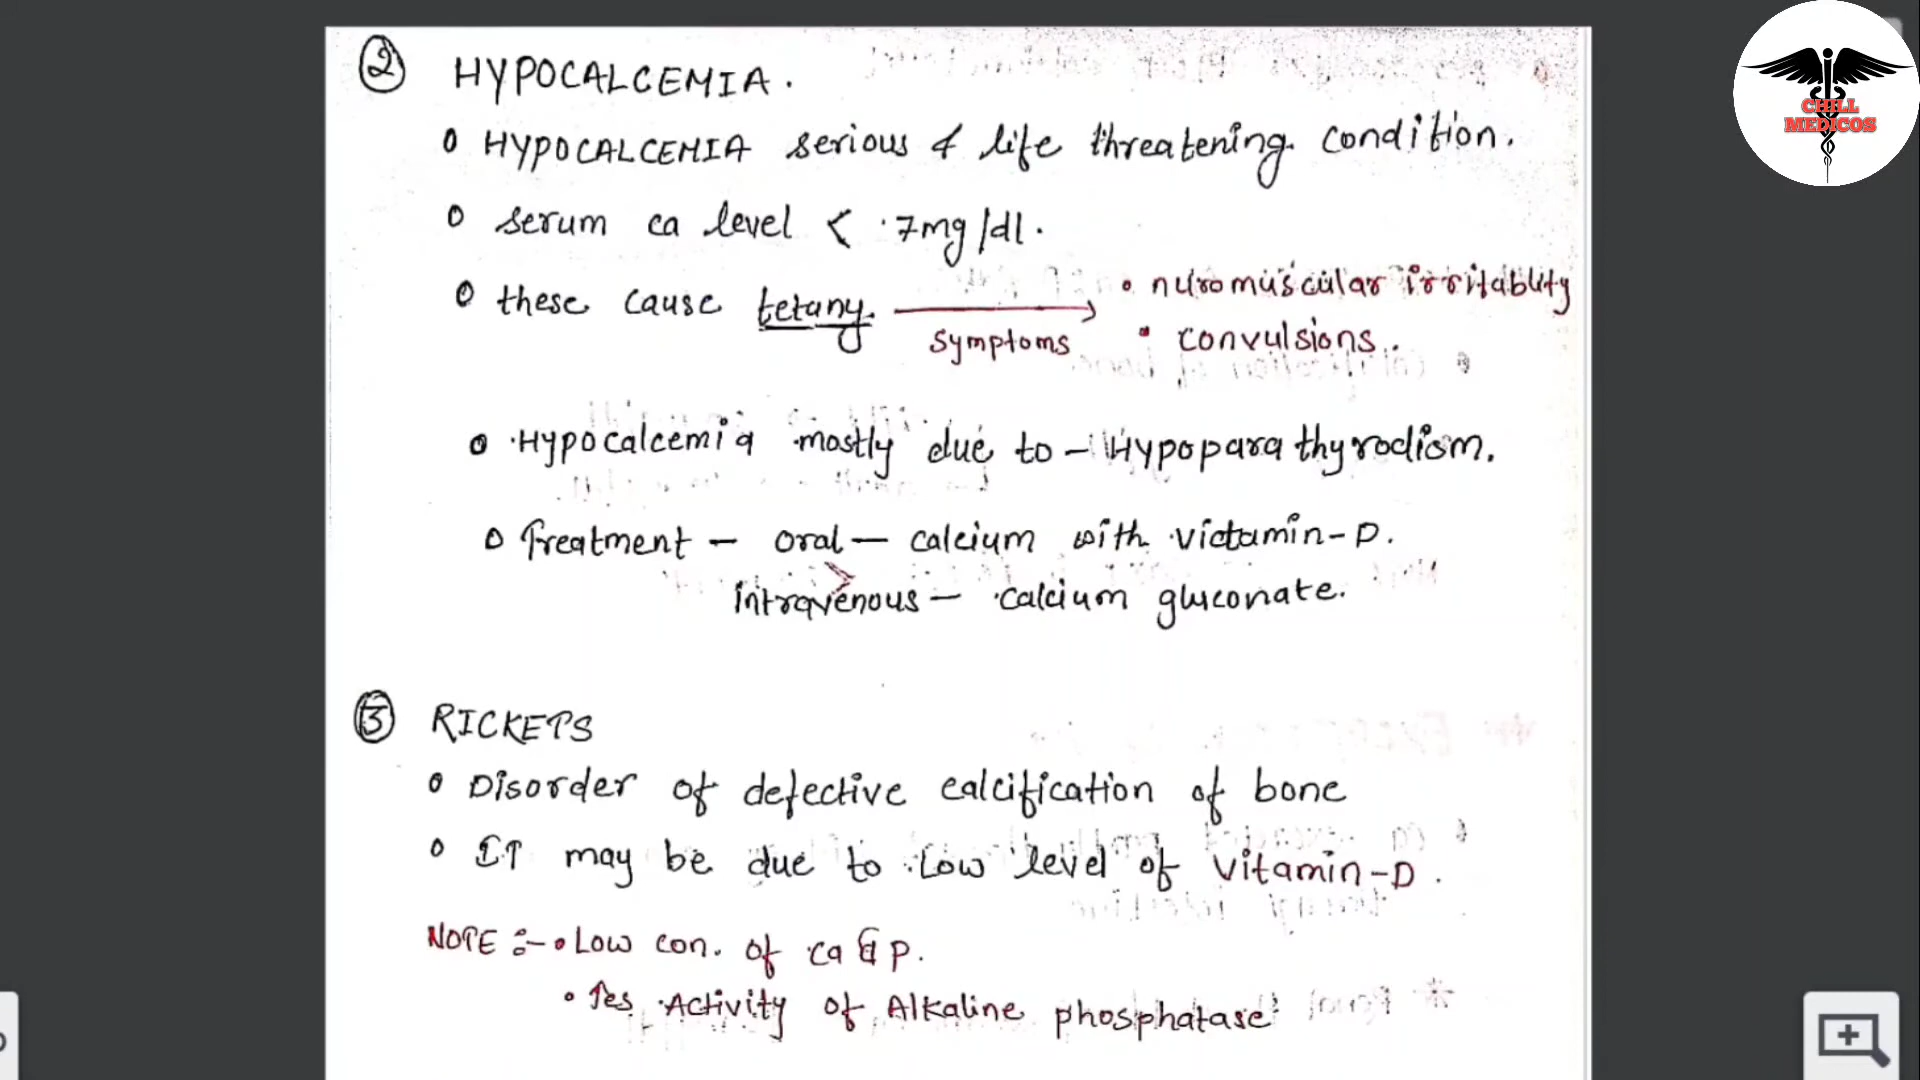 ② HYPOCALCEMIA.
o HYPOCALCEMIA serious & life threatening condition.
o serum ca level < 7mg/dl.
o these cause tetany. symptoms → • nuromuscular irritablity
• convulsions.
o Hypocalcemia mostly due to - Hypoparathyrodism.
o Treatment - oral - calcium with victamin-D.
intravenous - calcium gluconate.
③ RICKETS
o Disorder of defective calcification of bone
o IT may be due to Low level of vitamin-D.
NOTE :- • Low con. of ca & p.
• ↑es Activity of Alkaline phosphatase
CHILL
MEDICOS